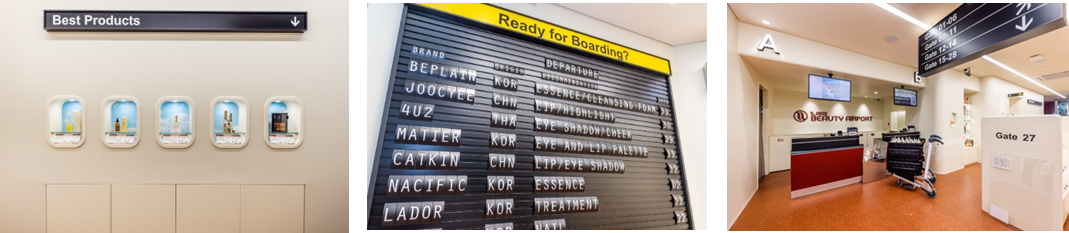 Best Products
Ready for Boarding?
BRAND ORIGIN DEPARTURE
BEPLAIN KOR ESSENCE/CLEANSING FOAM
JOOCYEE CHN LIP/HIGHLIGHT
4U2 THA EYE SHADOW/CHEEK
MATTER KOR EYE AND LIP PALETTE
CATKIN CHN LIP/EYE SHADOW
NACIFIC KOR ESSENCE
LADOR KOR TREATMENT
KOR NAIL
A
Gate 01-06
Gate 07-11
Gate 12-14
Gate 15-28
BEAUTY AIRPORT
Gate 27